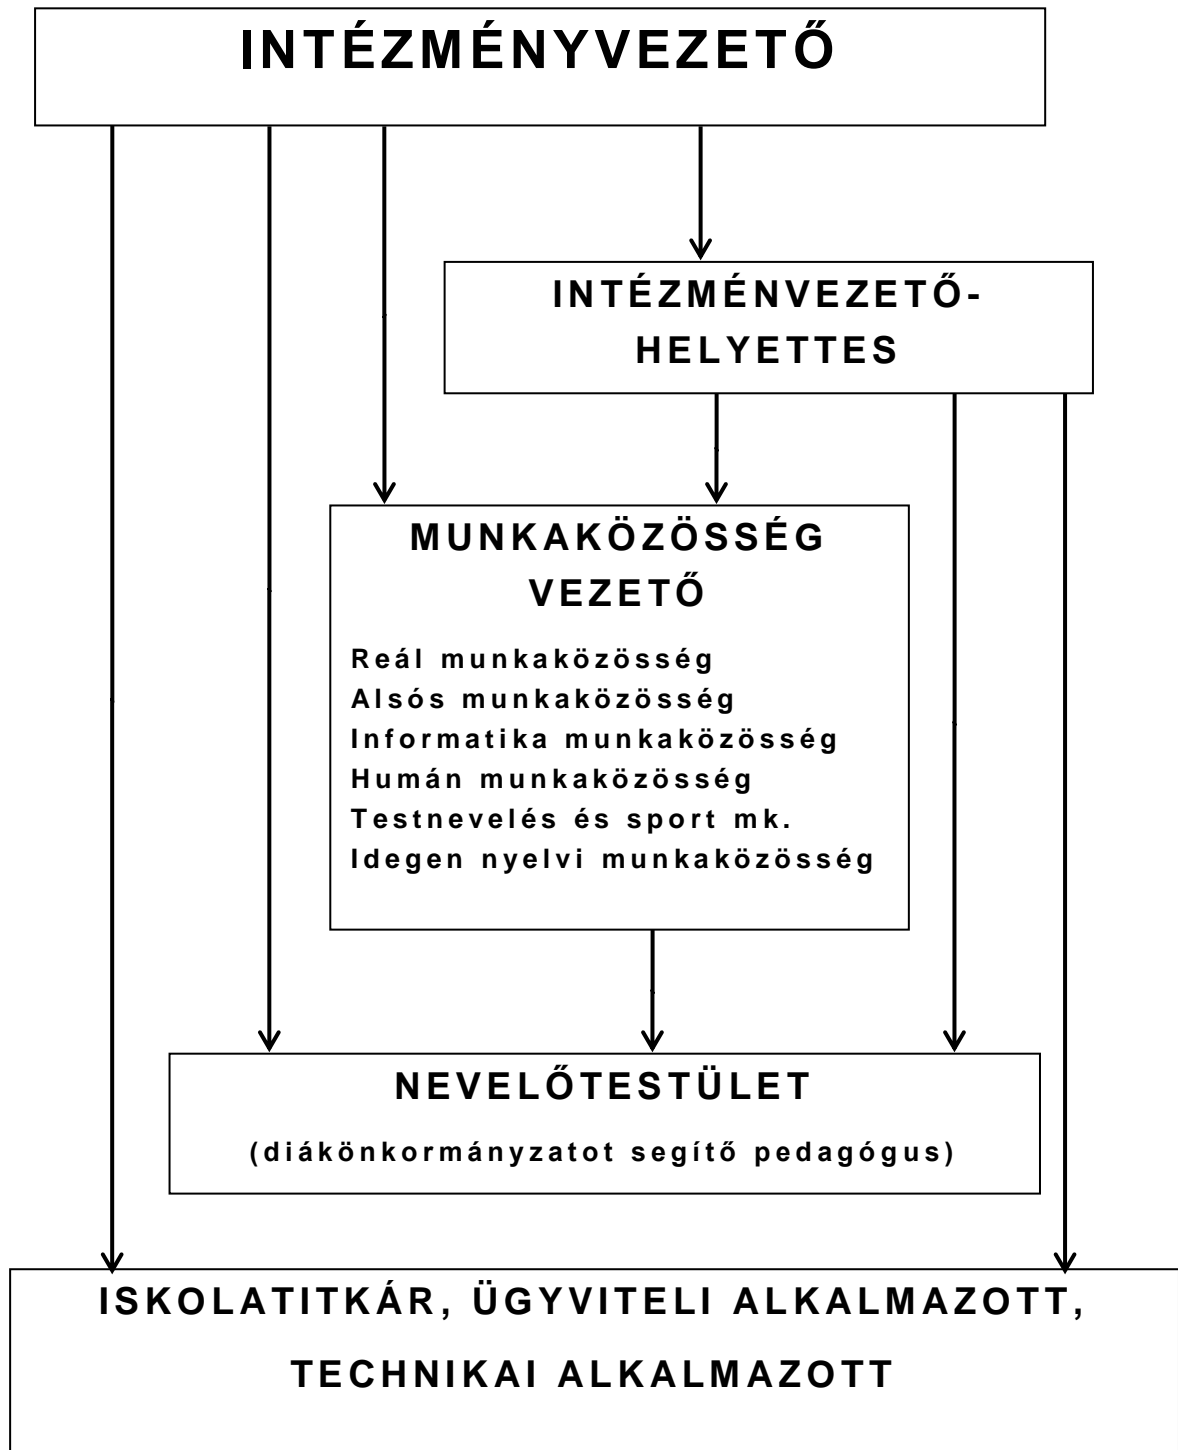 INTÉZMÉNYVEZETŐ
INTÉZMÉNVEZETŐ-
HELYETTES
MUNKAKÖZÖSSÉG
VEZETŐ
Reál munkaközösség
Alsós munkaközösség
Informatika munkaközösség
Humán munkaközösség
Testnevelés és sport mk.
Idegen nyelvi munkaközösség
NEVELŐTESTÜLET
(diákönkormányzatot segítő pedagógus)
ISKOLATITKÁR, ÜGYVITELI ALKALMAZOTT,
TECHNIKAI ALKALMAZOTT